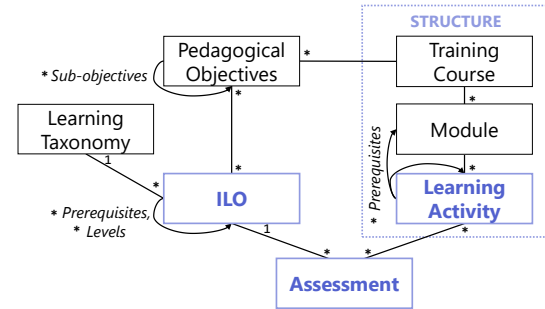 STRUCTURE
Pedagogical
Objectives
*
Training
Course
* Sub-objectives
*
*
Learning
Taxonomy
Module
1
*
*
Prerequisites
*
ILO
Learning
Activity
* Prerequisites,
* Levels
*
1
*
*
*
Assessment